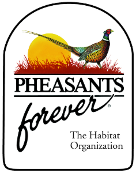 PHEASANTS
forever
The Habitat
Organization